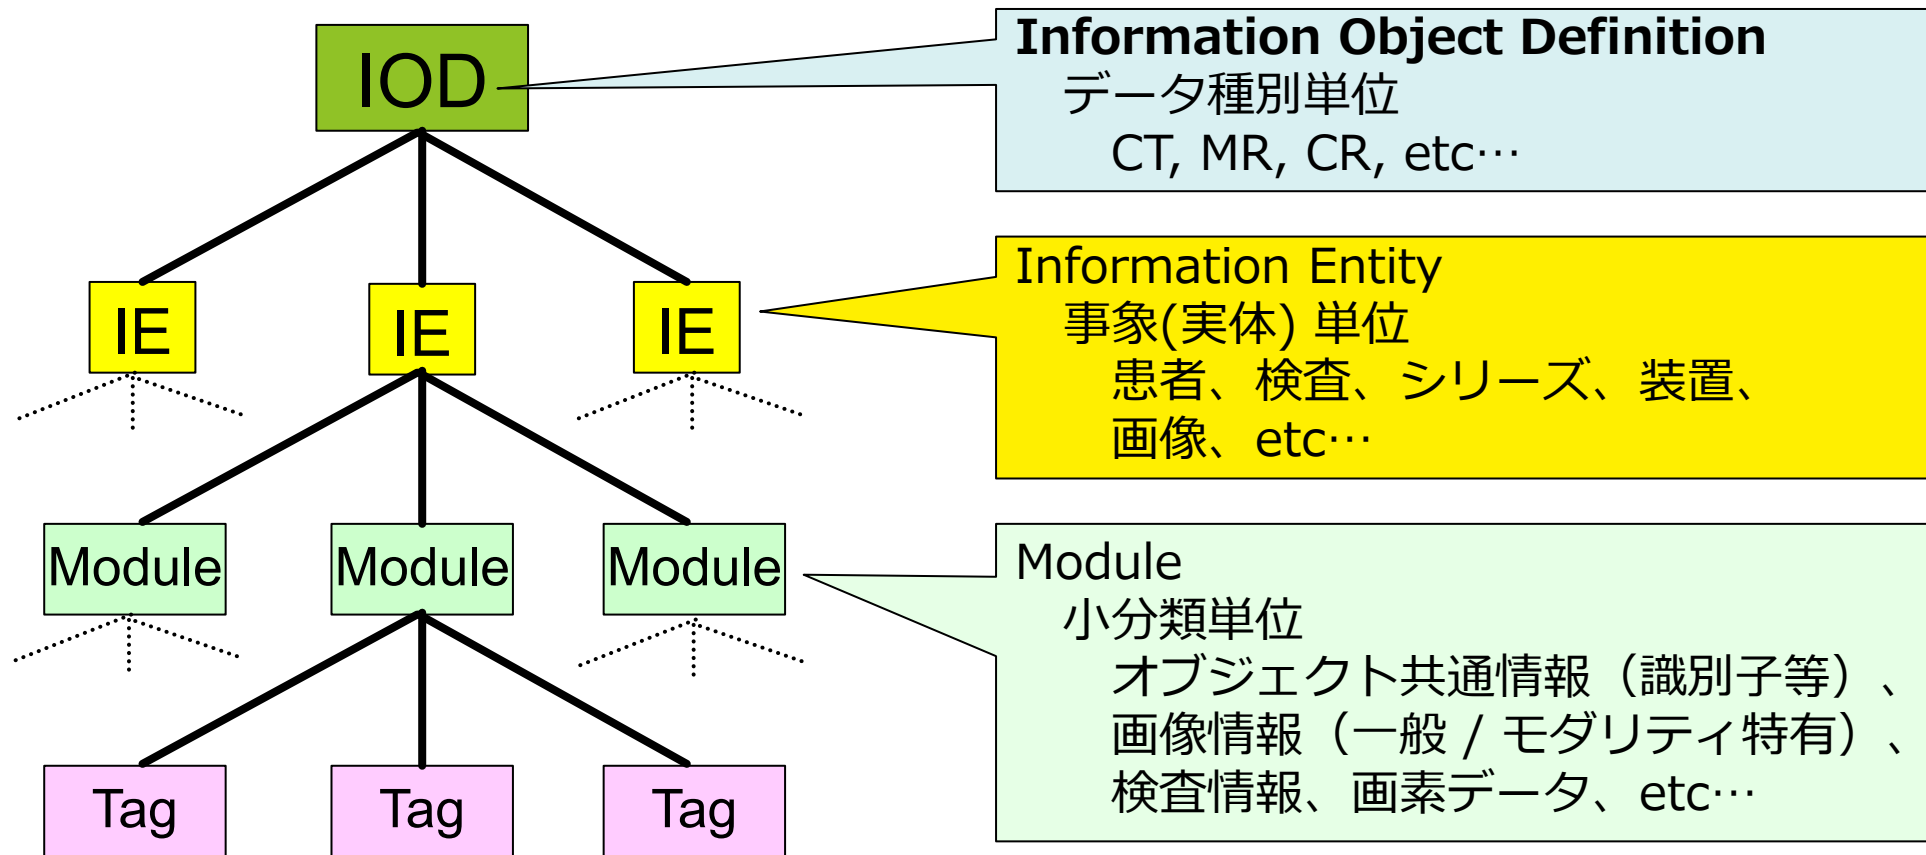 IOD
Information Object Definition
データ種別単位
CT, MR, CR, etc…
IE
IE
IE
Information Entity
事象(実体) 単位
患者、検査、シリーズ、装置、
画像、etc…
Module
Module
Module
Module
小分類単位
オブジェクト共通情報（識別子等）、
画像情報（一般 / モダリティ特有）、
検査情報、画素データ、etc…
Tag
Tag
Tag